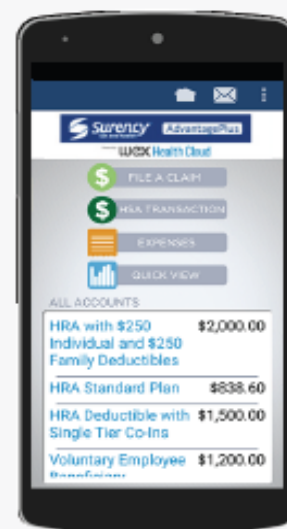 Surency AdvantagePlus
WEX Health Cloud
FILE A CLAIM
HSA TRANSACTION
EXPENSES
QUICK VIEW
ALL ACCOUNTS
HRA with $250 $2,000.00
Individual and $250
Family Deductibles
HRA Standard Plan $838.60
HRA Deductible with $1,500.00
Single Tier Co-Ins
Voluntary Employee $1,200.00